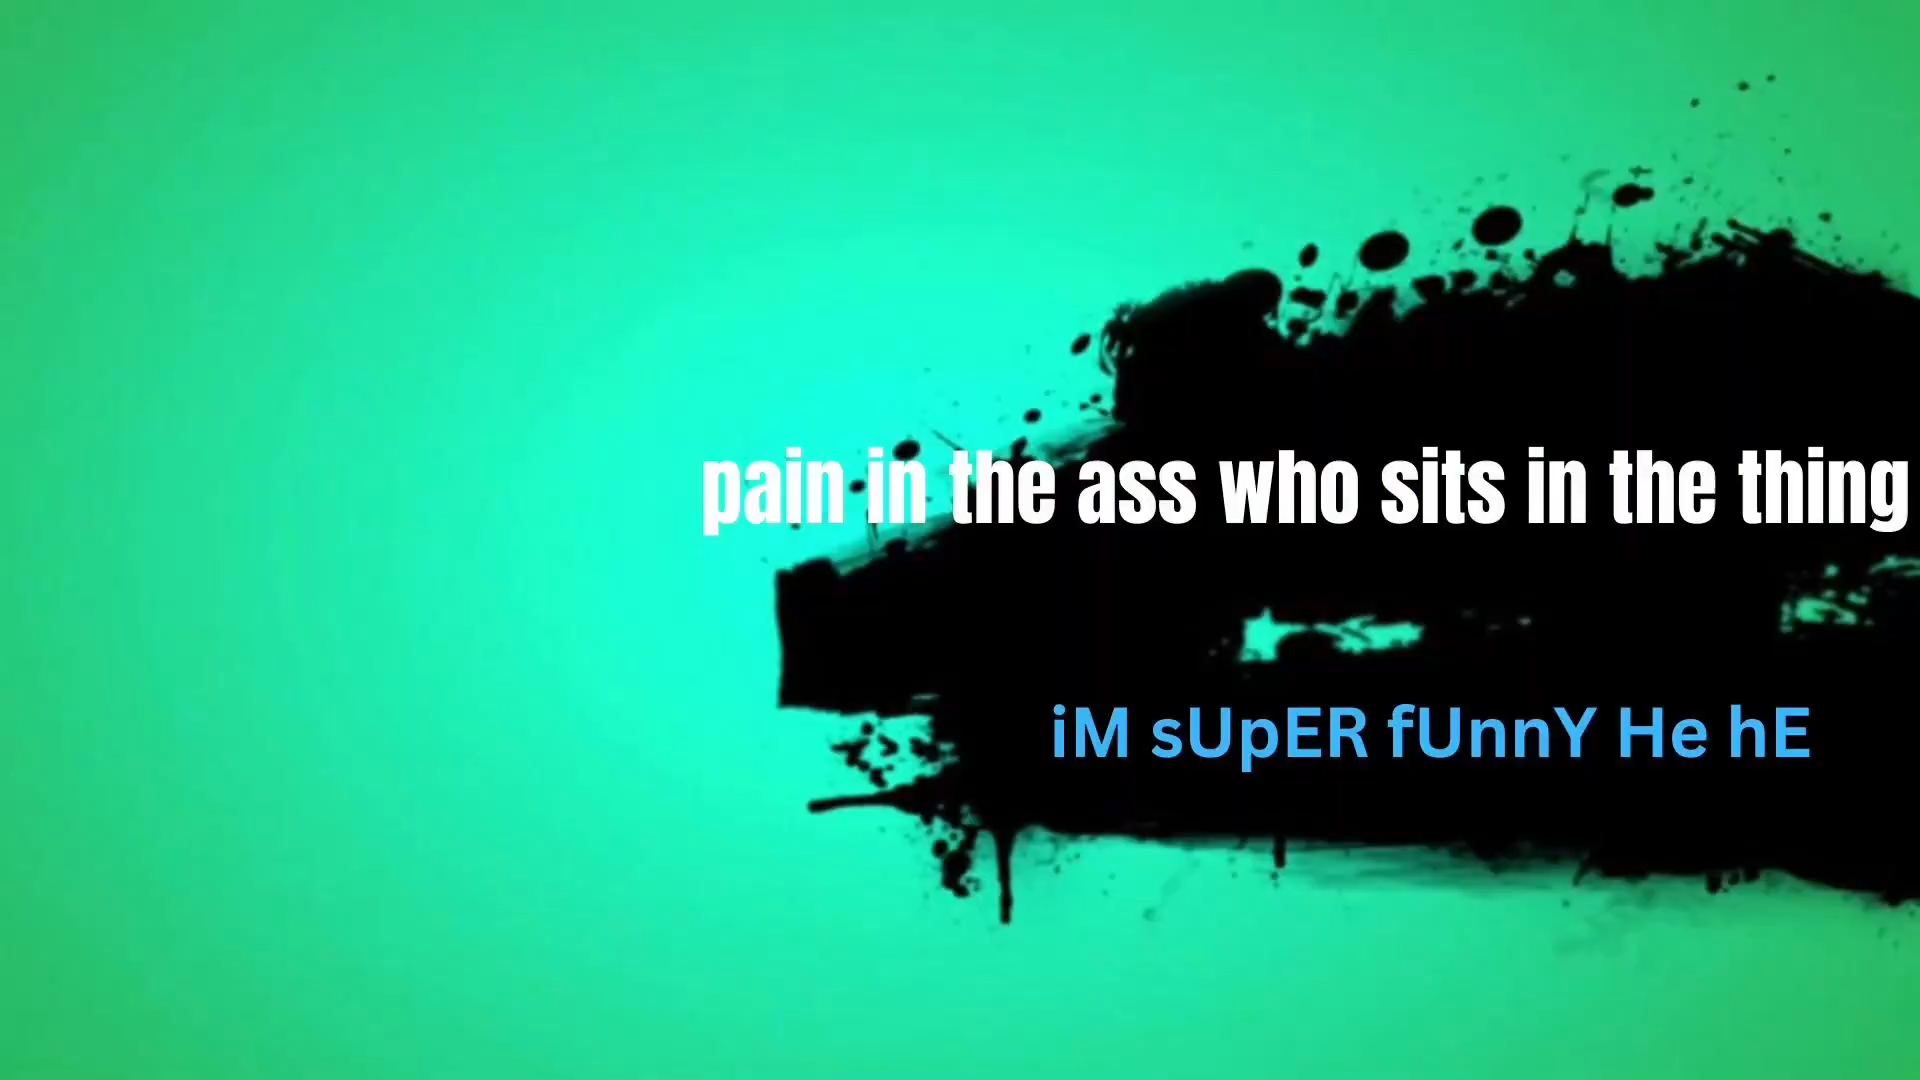 pain in the ass who sits in the thing
iM sUpER fUnnY He hE